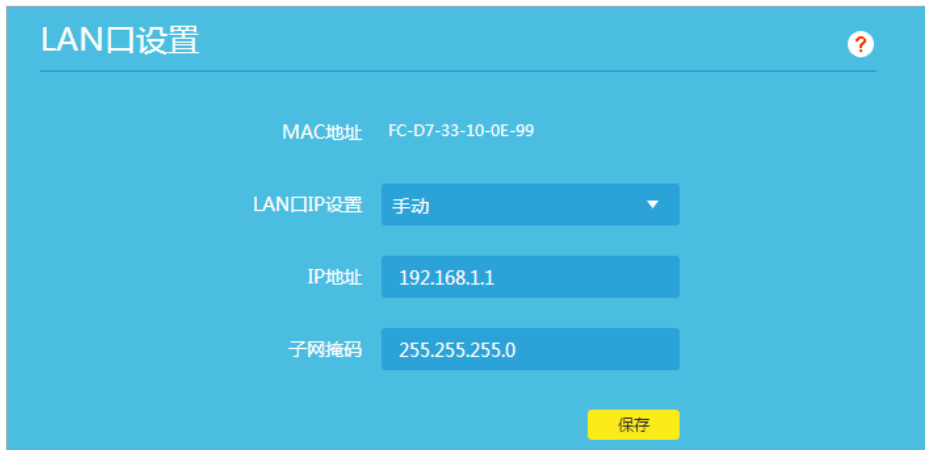 LAN口设置
?
MAC地址 FC-D7-33-10-0E-99
LAN口IP设置 手动
IP地址 192.168.1.1
子网掩码 255.255.255.0
保存